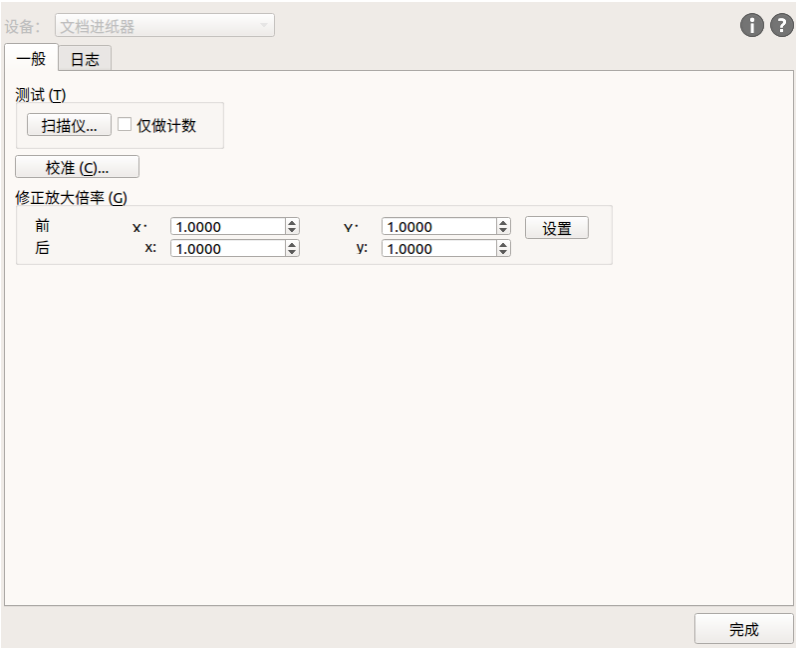 设备: 文档进纸器
一般 日志
测试 (T)
扫描仪... 仅做计数
校准 (C)...
修正放大倍率 (G)
前 x: 1.0000 y: 1.0000 设置
后 x: 1.0000 y: 1.0000
完成